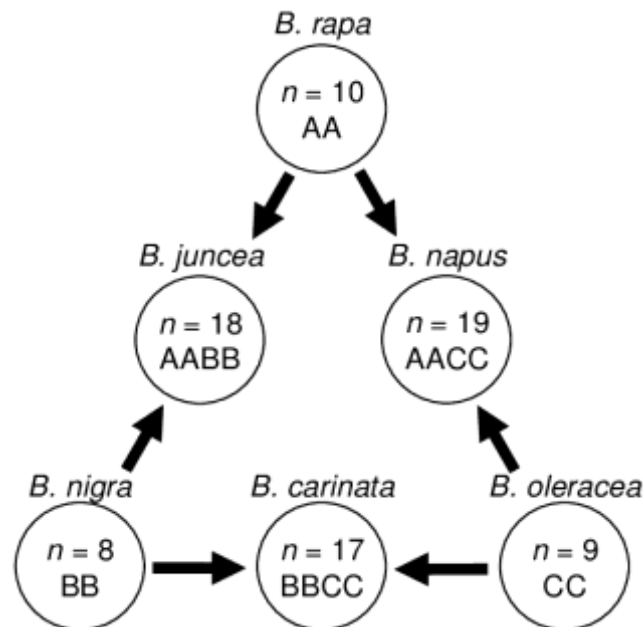 B. rapa
n = 10
AA
B. juncea
n = 18
AABB
B. napus
n = 19
AACC
B. nigra
n = 8
BB
B. carinata
n = 17
BBCC
B. oleracea
n = 9
CC